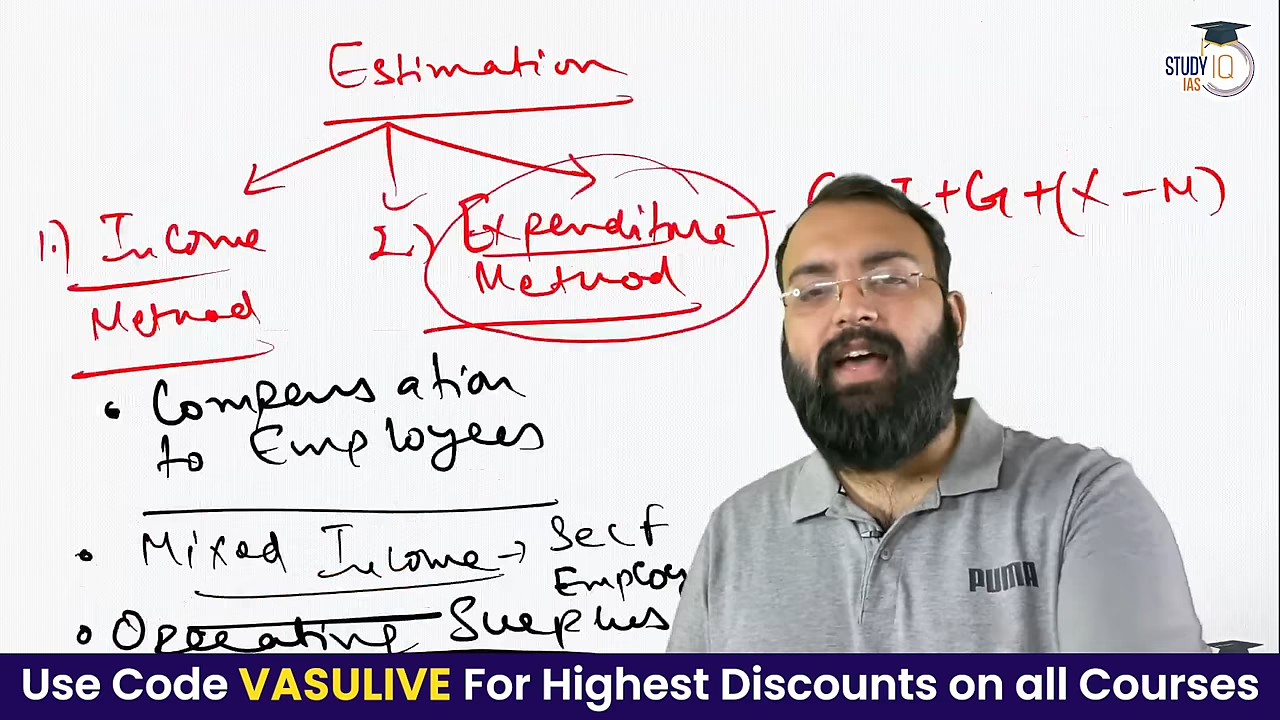 Estimation
STUDY IQ
IAS
1.) Income
Method
2.) Expenditure
Method
I + G + (X - M)
• Compensation
to Employees
• Mixed Income → Self
Employ
• Operating Surplus
PUMA
Use Code VASULIVE For Highest Discounts on all Courses